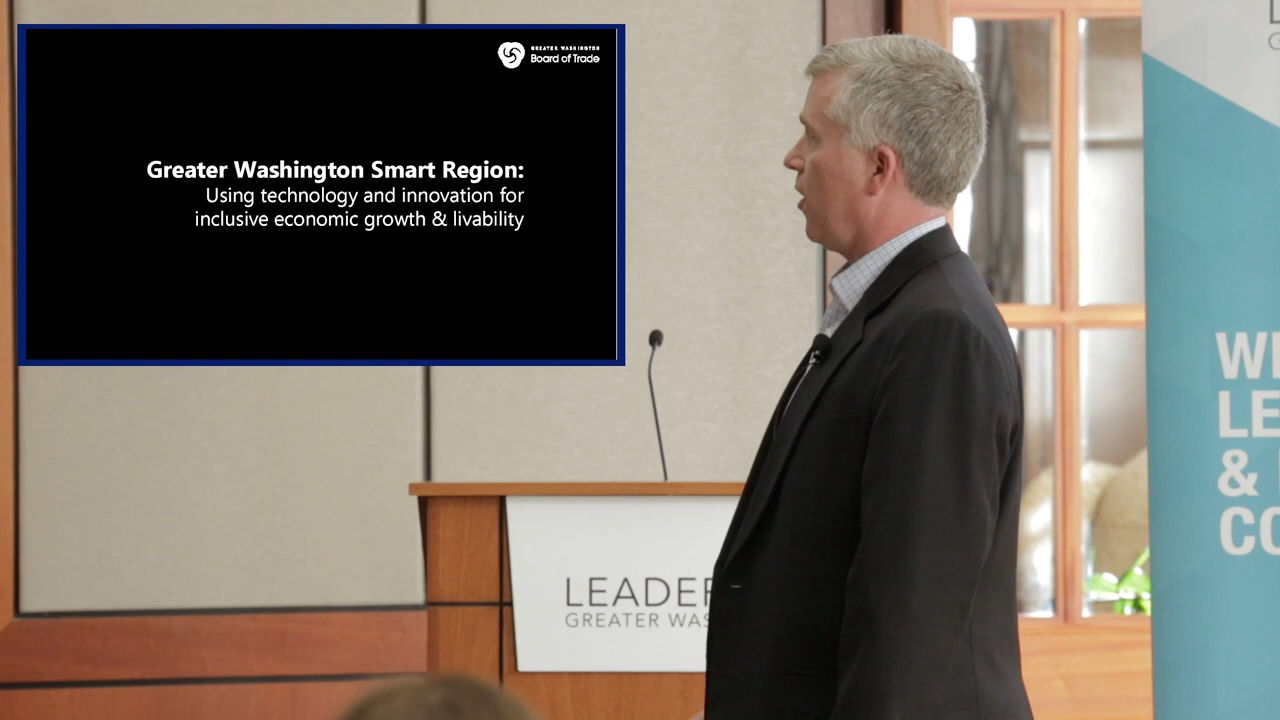 GREATER WASHINGTON
Board of Trade
Greater Washington Smart Region:
Using technology and innovation for
inclusive economic growth & livability
LEADER
GREATER WAS
W
LE
&
CO